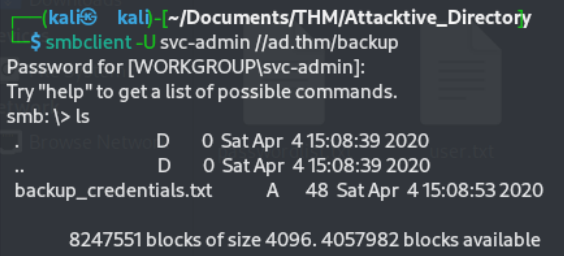 (kali㉿kali)-[~/Documents/THM/Attacktive_Directory]
$ smbclient -U svc-admin //ad.thm/backup
Password for [WORKGROUP\svc-admin]:
Try "help" to get a list of possible commands.
smb: \> ls
. D 0 Sat Apr 4 15:08:39 2020
.. D 0 Sat Apr 4 15:08:39 2020
backup_credentials.txt A 48 Sat Apr 4 15:08:53 2020
8247551 blocks of size 4096. 4057982 blocks available